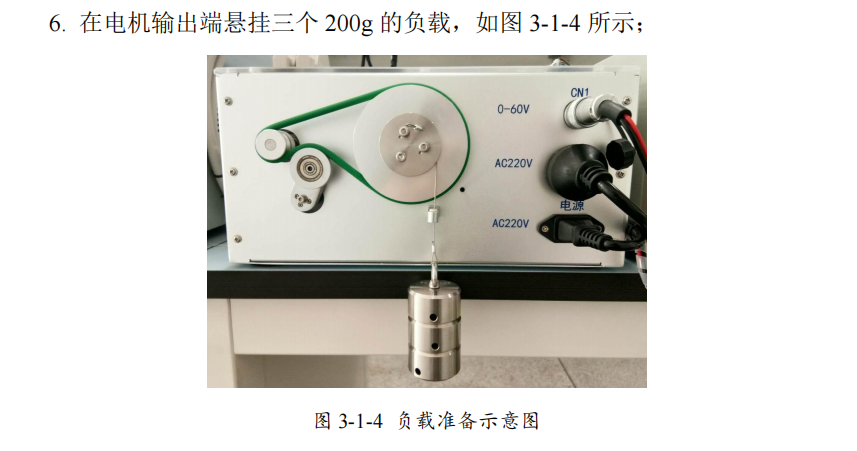 6. 在电机输出端悬挂三个 200g 的负载，如图 3-1-4 所示；
CN1
0-60V
AC220V
电源
AC220V
图 3-1-4 负载准备示意图